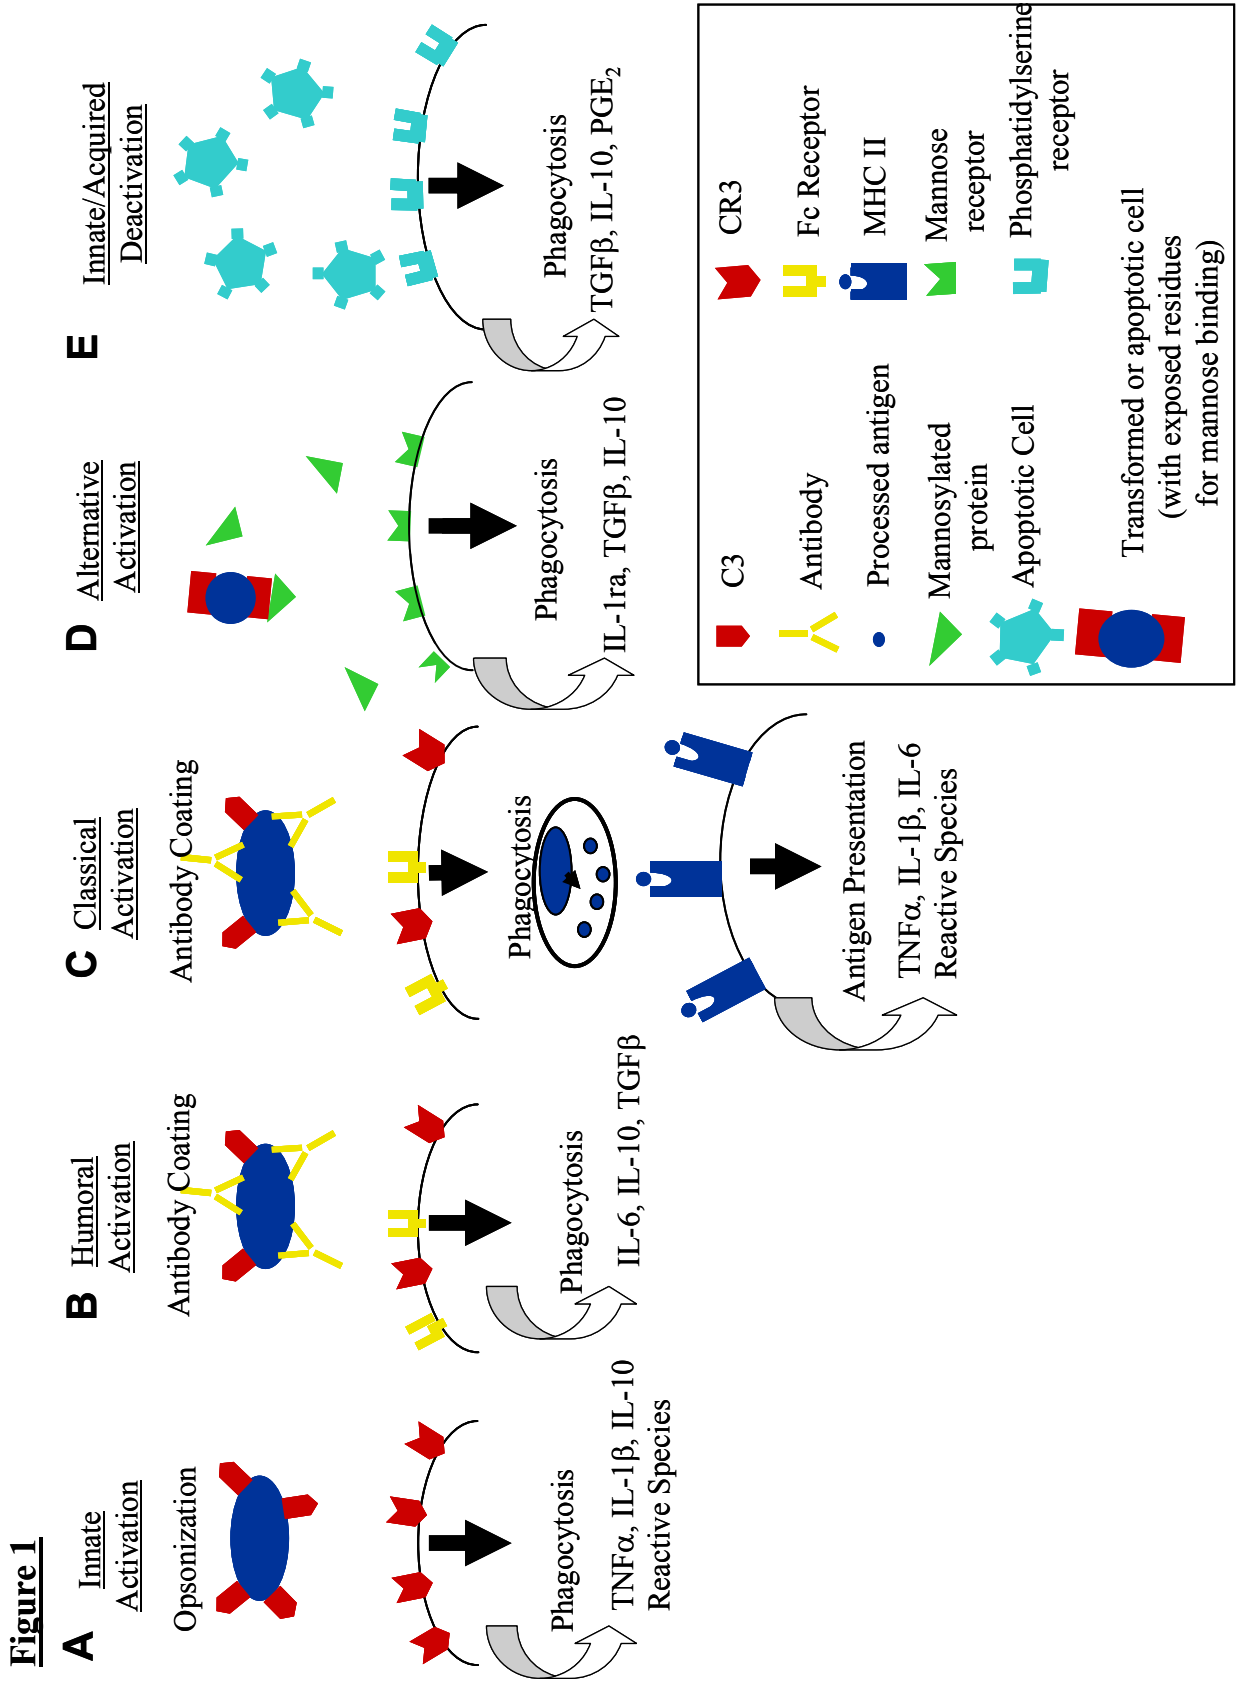 Figure 1
A
Innate
Activation
Opsonization
Phagocytosis
TNFα, IL-1β, IL-10
Reactive Species
B
Humoral
Activation
Antibody Coating
Phagocytosis
IL-6, IL-10, TGFβ
C
Classical
Activation
Antibody Coating
Phagocytosis
Antigen Presentation
TNFα, IL-1β, IL-6
Reactive Species
D
Alternative
Activation
Phagocytosis
IL-1ra, TGFβ, IL-10
E
Innate/Acquired
Deactivation
Phagocytosis
TGFβ, IL-10, PGE₂
C3
CR3
Antibody
Fc Receptor
Processed antigen
MHC II
Mannosylated
protein
Mannose
receptor
Apoptotic Cell
Phosphatidylserine
receptor
Transformed or apoptotic cell
(with exposed residues
for mannose binding)